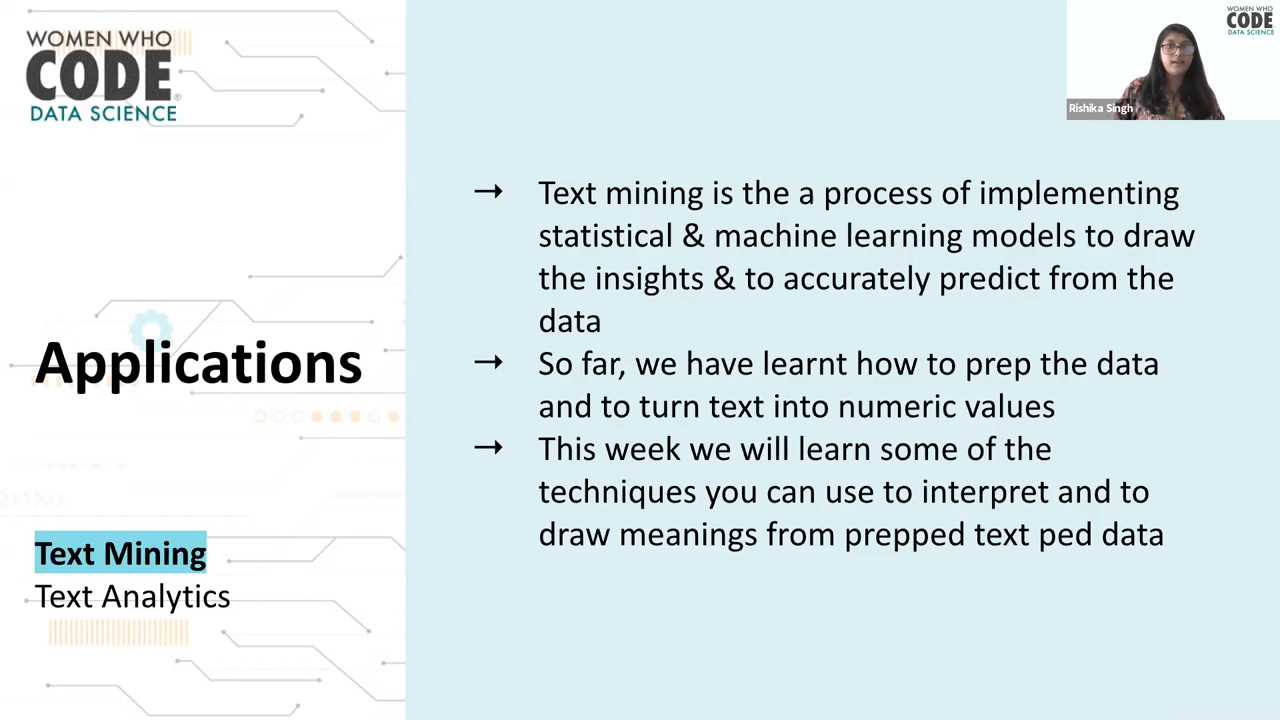 WOMEN WHO
CODE
DATA SCIENCE
WOMEN WHO
CODE
DATA SCIENCE
Rishika Singh
Applications
Text Mining
Text Analytics
→ Text mining is the a process of implementing
statistical & machine learning models to draw
the insights & to accurately predict from the
data
→ So far, we have learnt how to prep the data
and to turn text into numeric values
→ This week we will learn some of the
techniques you can use to interpret and to
draw meanings from prepped text ped data